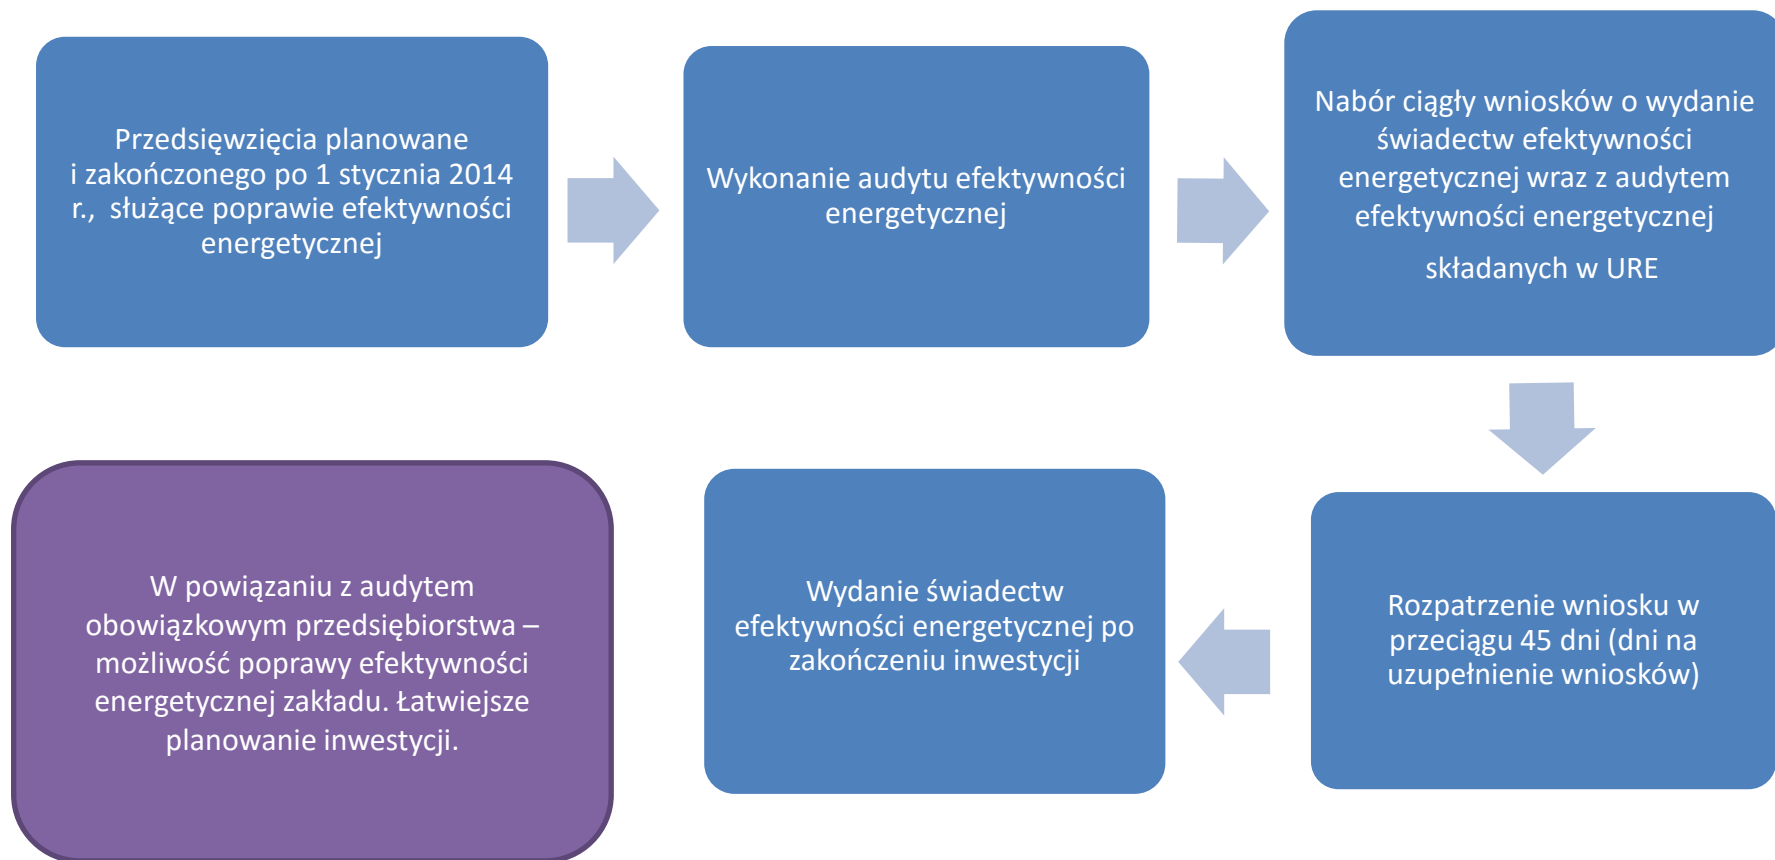 Przedsięwzięcia planowane
i zakończonego po 1 stycznia 2014
r., służące poprawie efektywności
energetycznej
Wykonanie audytu efektywności
energetycznej
Nabór ciągły wniosków o wydanie
świadectw efektywności
energetycznej wraz z audytem
efektywności energetycznej
składanych w URE
Rozpatrzenie wniosku w
przeciągu 45 dni (dni na
uzupełnienie wniosków)
Wydanie świadectw
efektywności energetycznej po
zakończeniu inwestycji
W powiązaniu z audytem
obowiązkowym przedsiębiorstwa –
możliwość poprawy efektywności
energetycznej zakładu. Łatwiejsze
planowanie inwestycji.